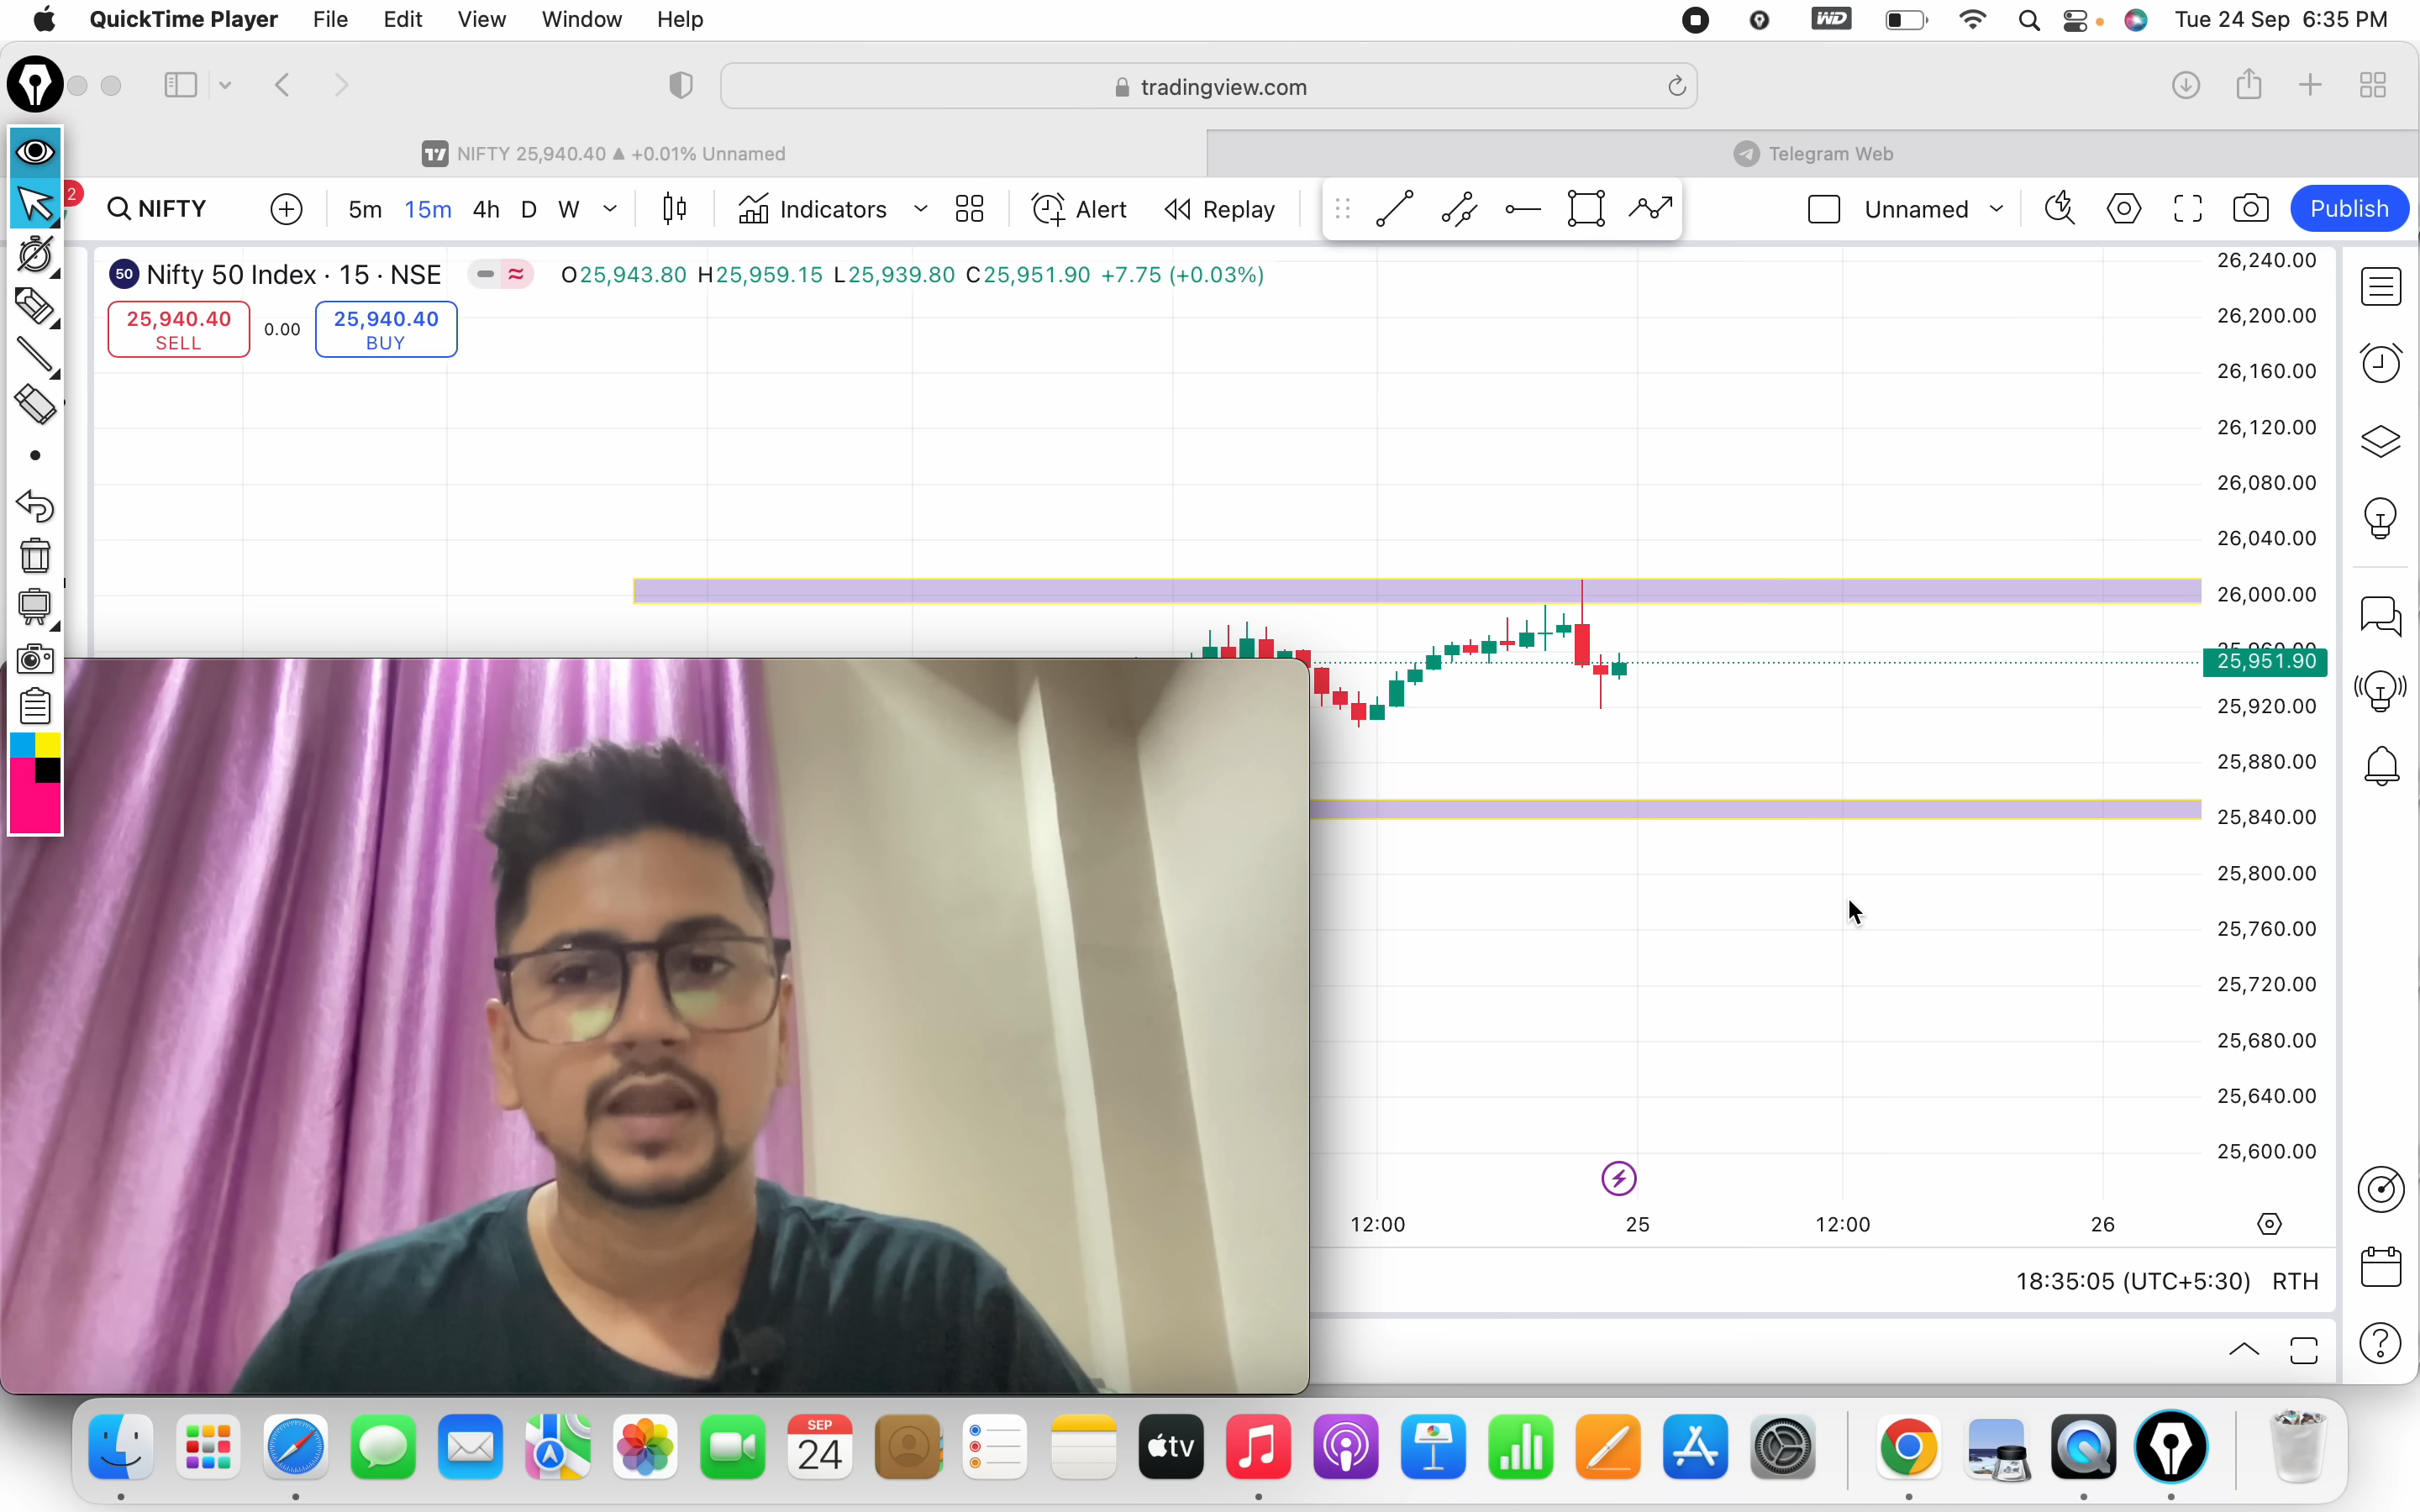 QuickTime Player File Edit View Window Help WD Tue 24 Sep 6:35 PM
tradingview.com
NIFTY 25,940.40 ▲ +0.01% Unnamed Telegram Web
2 NIFTY 5m 15m 4h D W Indicators Alert Replay Unnamed Publish
50 Nifty 50 Index · 15 · NSE O25,943.80 H25,959.15 L25,939.80 C25,951.90 +7.75 (+0.03%)
25,940.40 0.00 25,940.40
SELL BUY
26,240.00
26,200.00
26,160.00
26,120.00
26,080.00
26,040.00
26,000.00
25,951.90
25,920.00
25,880.00
25,840.00
25,800.00
25,760.00
25,720.00
25,680.00
25,640.00
25,600.00
12:00 25 12:00 26
18:35:05 (UTC+5:30) RTH
SEP
24
tv